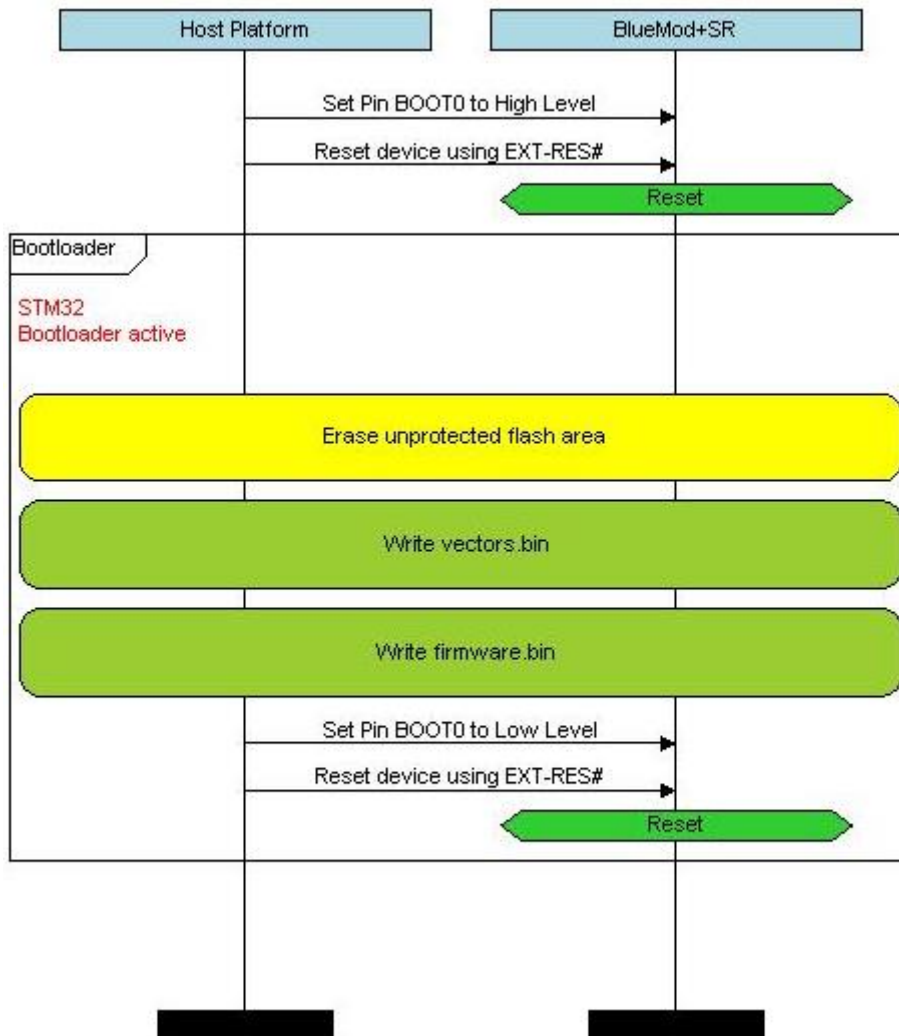 Host Platform
BlueMod+SR
Set Pin BOOT0 to High Level
Reset device using EXT-RES#
Reset
Bootloader
STM32
Bootloader active
Erase unprotected flash area
Write vectors.bin
Write firmware.bin
Set Pin BOOT0 to Low Level
Reset device using EXT-RES#
Reset